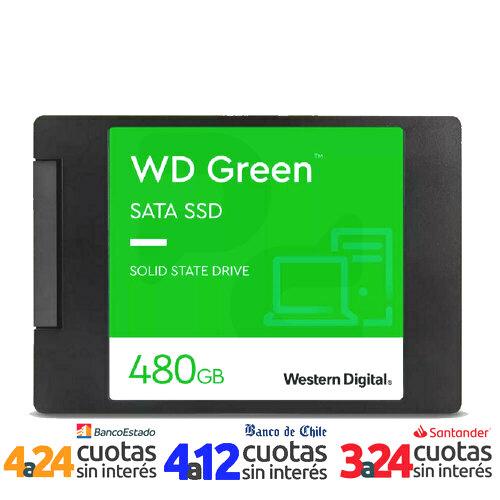 WD Green™
SATA SSD
SOLID STATE DRIVE
480GB
Western Digital®
BancoEstado
4a24 cuotas
sin interés
Banco de Chile
4a12 cuotas
sin interés
Santander
3a24 cuotas
sin interés